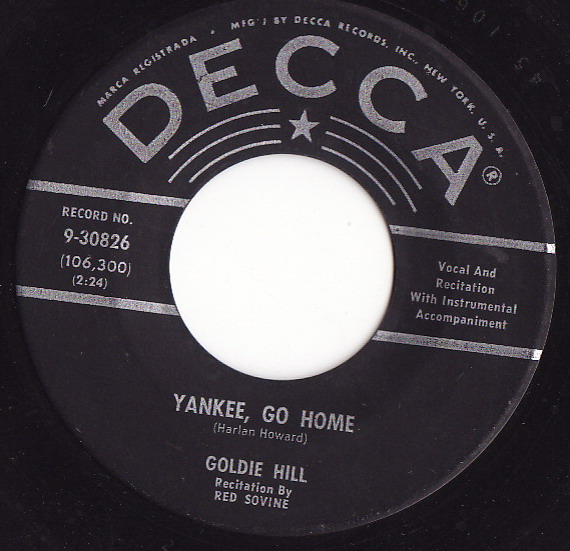 MARCA REGISTRADA • MFG'D BY DECCA RECORDS, INC., NEW YORK, U.S.A.
DECCA®
RECORD NO.
9-30826
(106,300)
(2:24)
Vocal And
Recitation
With Instrumental
Accompaniment
YANKEE, GO HOME
(Harlan Howard)
GOLDIE HILL
Recitation By
RED SOVINE